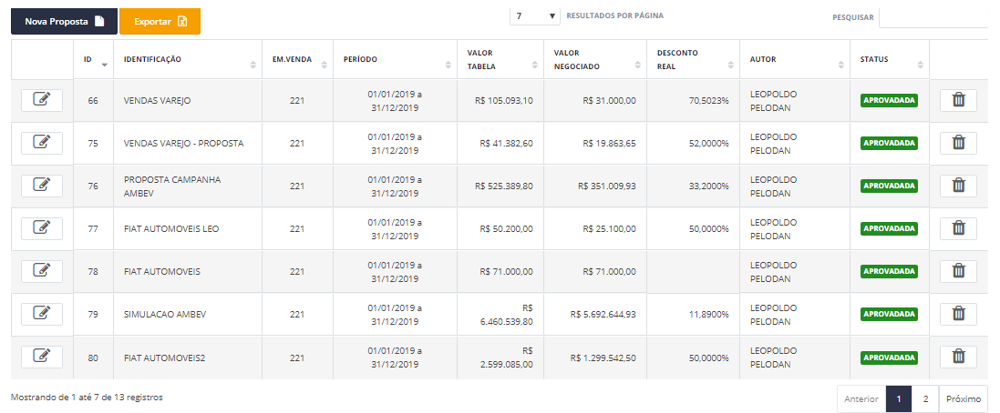 Nova Proposta
Exportar
7
RESULTADOS POR PÁGINA
PESQUISAR
ID
IDENTIFICAÇÃO
EM.VENDA
PERÍODO
VALOR
TABELA
VALOR
NEGOCIADO
DESCONTO
REAL
AUTOR
STATUS
66
VENDAS VAREJO
221
01/01/2019 a
31/12/2019
R$ 105.093,10
R$ 31.000,00
70,5023%
LEOPOLDO
PELODAN
APROVADADA
75
VENDAS VAREJO - PROPOSTA
221
01/01/2019 a
31/12/2019
R$ 41.382,60
R$ 19.863,65
52,0000%
LEOPOLDO
PELODAN
APROVADADA
76
PROPOSTA CAMPANHA
AMBEV
221
01/01/2019 a
31/12/2019
R$ 525.389,80
R$ 351.009,93
33,2000%
LEOPOLDO
PELODAN
APROVADADA
77
FIAT AUTOMOVEIS LEO
221
01/01/2019 a
31/12/2019
R$ 50.200,00
R$ 25.100,00
50,0000%
LEOPOLDO
PELODAN
APROVADADA
78
FIAT AUTOMOVEIS
221
01/01/2019 a
31/12/2019
R$ 71.000,00
R$ 71.000,00
LEOPOLDO
PELODAN
APROVADADA
79
SIMULACAO AMBEV
221
01/01/2019 a
31/12/2019
R$
6.460.539,80
R$ 5.692.644,93
11,8900%
LEOPOLDO
PELODAN
APROVADADA
80
FIAT AUTOMOVEIS2
221
01/01/2019 a
31/12/2019
R$
2.599.085,00
R$ 1.299.542,50
50,0000%
LEOPOLDO
PELODAN
APROVADADA
Mostrando de 1 até 7 de 13 registros
Anterior
1
2
Próximo